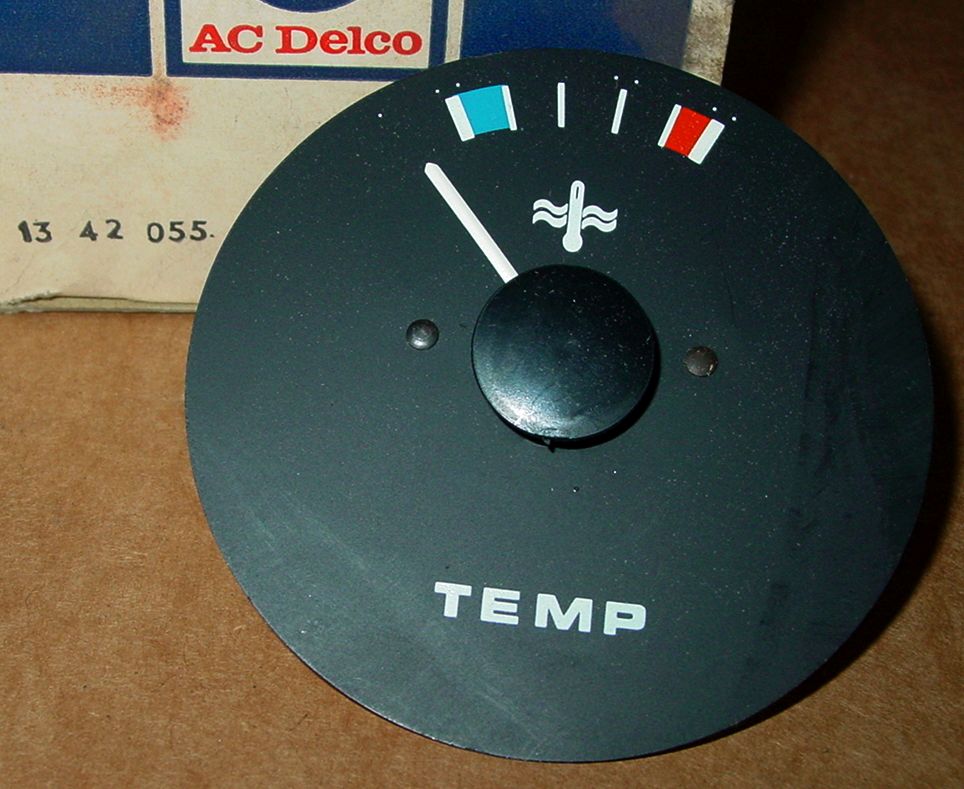 AC Delco
13 42 055.
TEMP